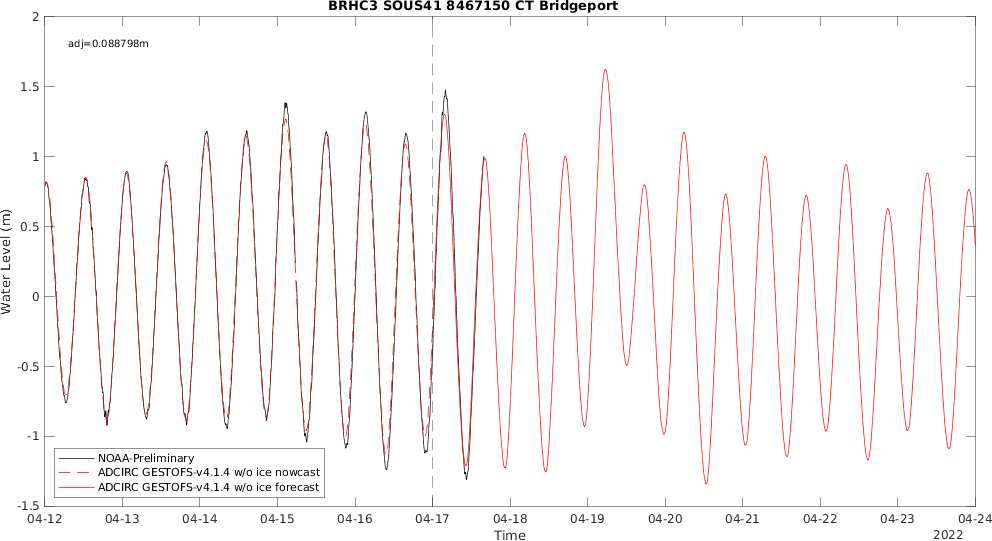 BRHC3 SOUS41 8467150 CT Bridgeport
adj=0.088798m
2
1.5
1
0.5
0
-0.5
-1
-1.5
Water Level (m)
NOAA-Preliminary
ADCIRC GESTOFS-v4.1.4 w/o ice nowcast
ADCIRC GESTOFS-v4.1.4 w/o ice forecast
04-12 04-13 04-14 04-15 04-16 04-17 04-18 04-19 04-20 04-21 04-22 04-23 04-24
Time
2022